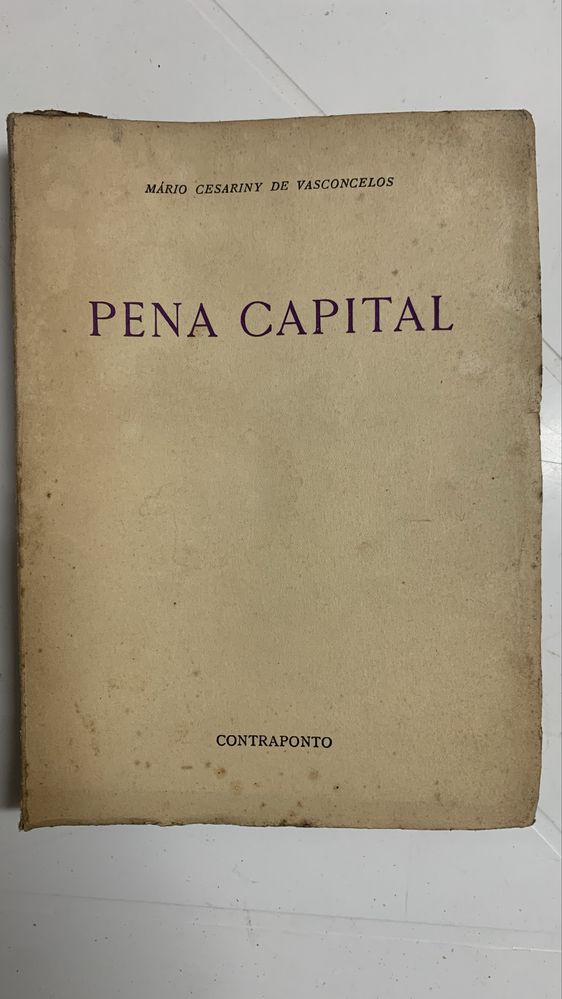 MÁRIO CESARINY DE VASCONCELOS
PENA CAPITAL
CONTRAPONTO